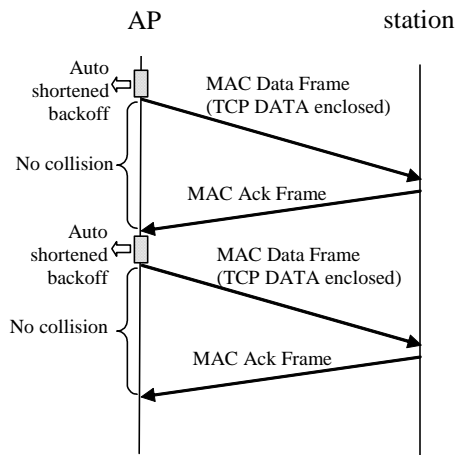 AP
station
Auto
shortened
backoff
MAC Data Frame
(TCP DATA enclosed)
No collision
MAC Ack Frame
Auto
shortened
backoff
MAC Data Frame
(TCP DATA enclosed)
No collision
MAC Ack Frame